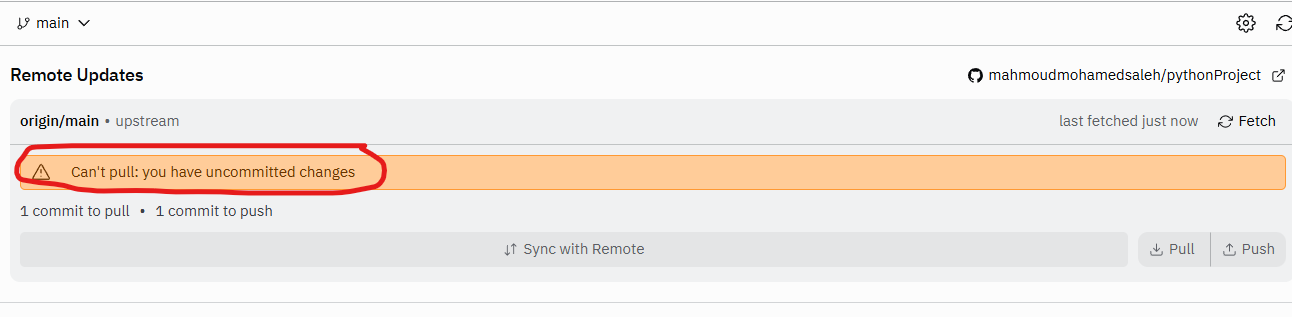 main
Remote Updates mahmoudmohamedsaleh/pythonProject
origin/main • upstream last fetched just now Fetch
Can't pull: you have uncommitted changes
1 commit to pull • 1 commit to push
Sync with Remote Pull Push